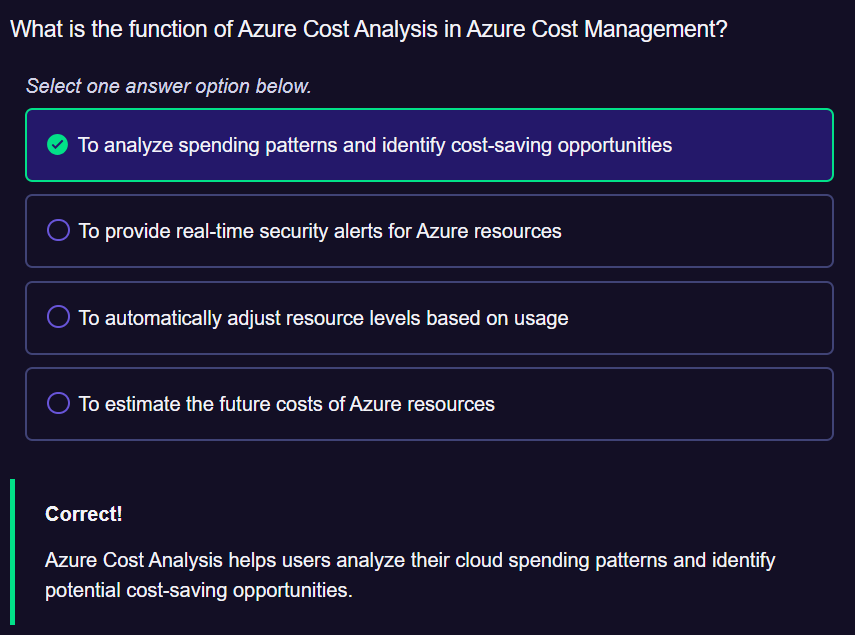 What is the function of Azure Cost Analysis in Azure Cost Management?
Select one answer option below.
To analyze spending patterns and identify cost-saving opportunities
To provide real-time security alerts for Azure resources
To automatically adjust resource levels based on usage
To estimate the future costs of Azure resources
Correct!
Azure Cost Analysis helps users analyze their cloud spending patterns and identify
potential cost-saving opportunities.